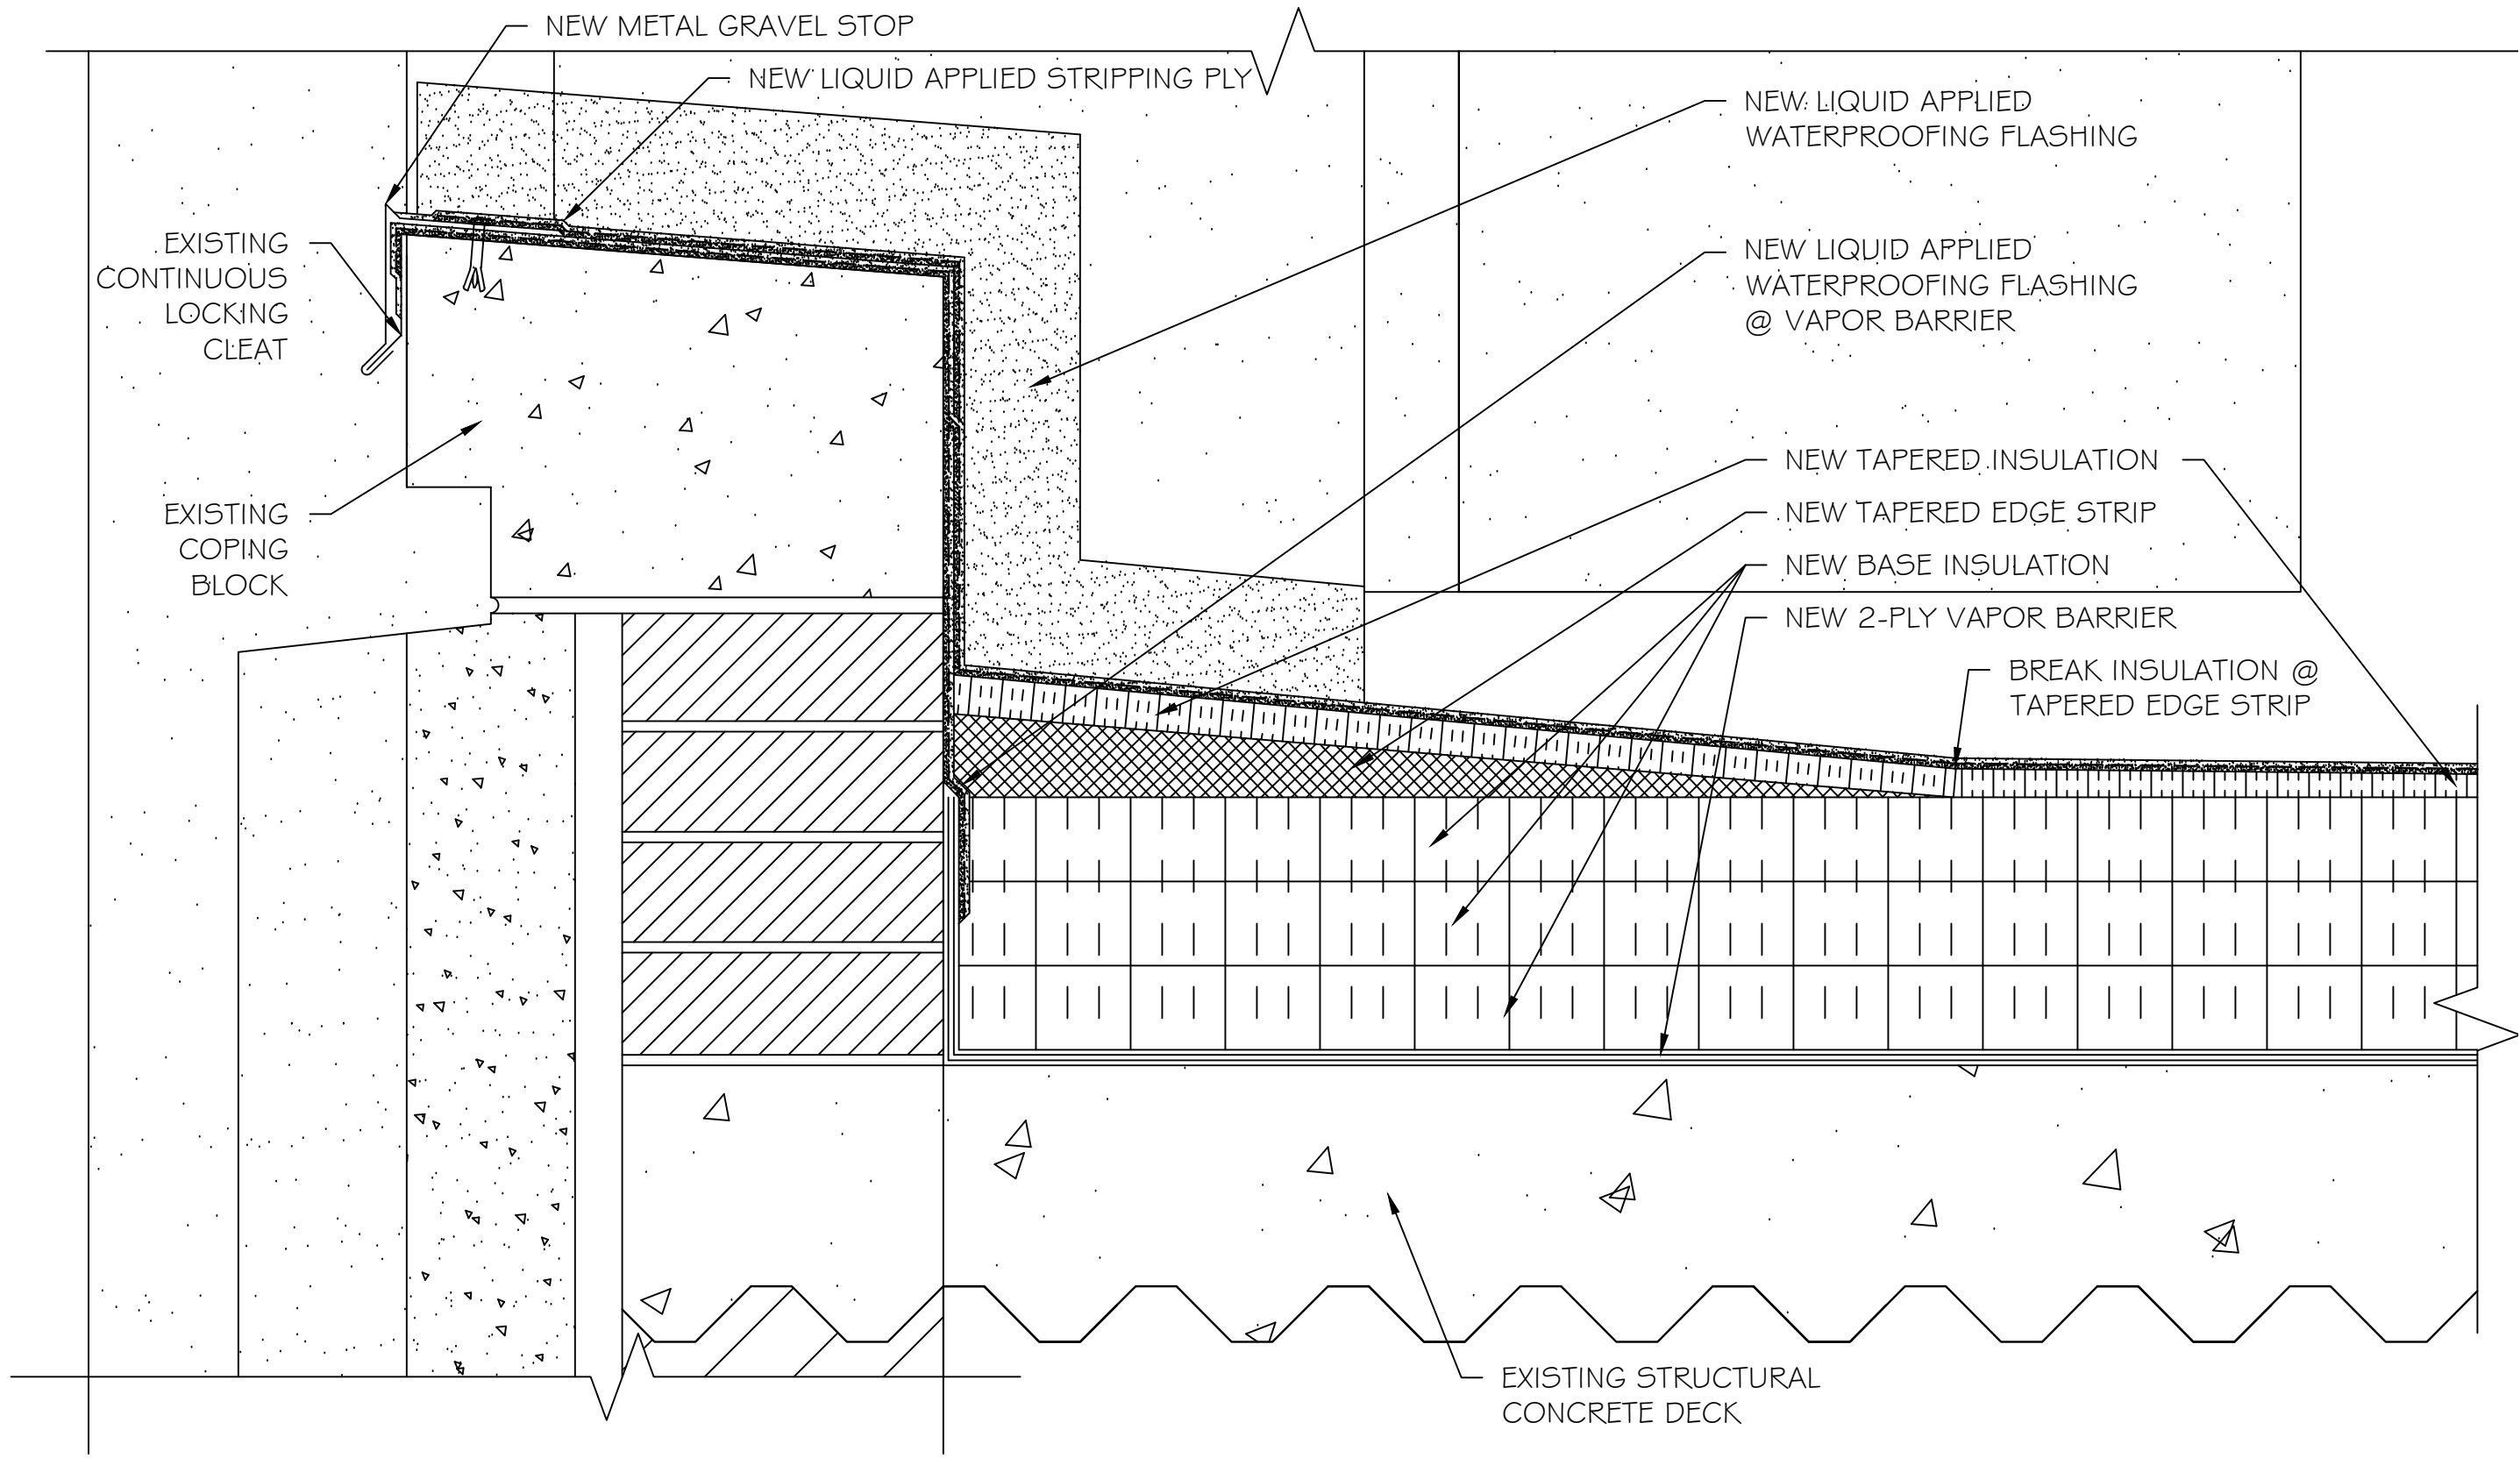 NEW METAL GRAVEL STOP
NEW LIQUID APPLIED STRIPPING PLY
NEW LIQUID APPLIED
WATERPROOFING FLASHING
EXISTING
CONTINUOUS
LOCKING
CLEAT
NEW LIQUID APPLIED
WATERPROOFING FLASHING
@ VAPOR BARRIER
NEW TAPERED INSULATION
EXISTING
COPING
BLOCK
NEW TAPERED EDGE STRIP
NEW BASE INSULATION
NEW 2-PLY VAPOR BARRIER
BREAK INSULATION @
TAPERED EDGE STRIP
EXISTING STRUCTURAL
CONCRETE DECK